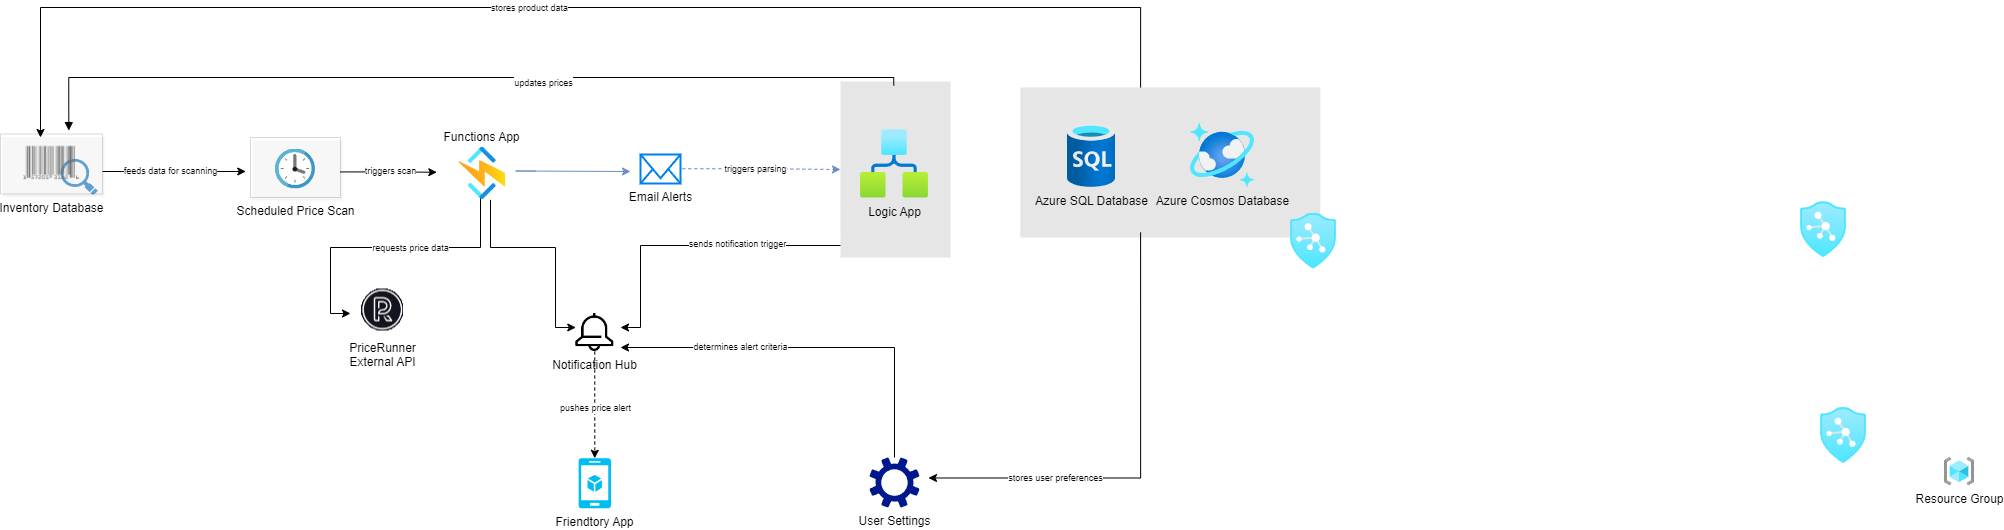 stores product data
updates prices
Functions App
feeds data for scanning
triggers scan
triggers parsing
SQL
Email Alerts
Inventory Database
Scheduled Price Scan
Logic App
Azure SQL Database
Azure Cosmos Database
requests price data
sends notification trigger
PriceRunner
External API
Notification Hub
determines alert criteria
pushes price alert
stores user preferences
Friendtory App
User Settings
Resource Group